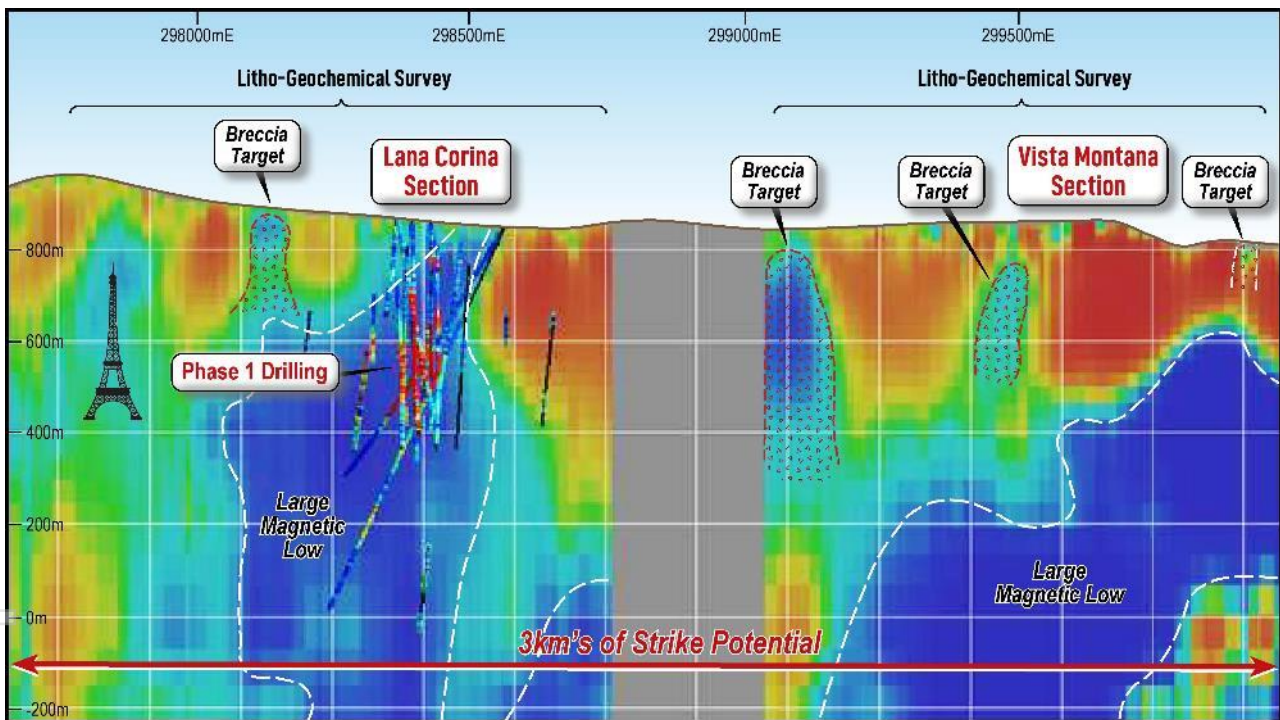 298000mE
298500mE
299000mE
299500mE
Litho-Geochemical Survey
Litho-Geochemical Survey
Breccia
Target
Lana Corina
Section
Breccia
Target
Breccia
Target
Vista Montana
Section
Breccia
Target
800m
600m
Phase 1 Drilling
400m
Large
Magnetic
Low
200m
Large
Magnetic Low
0m
3km's of Strike Potential
-200m